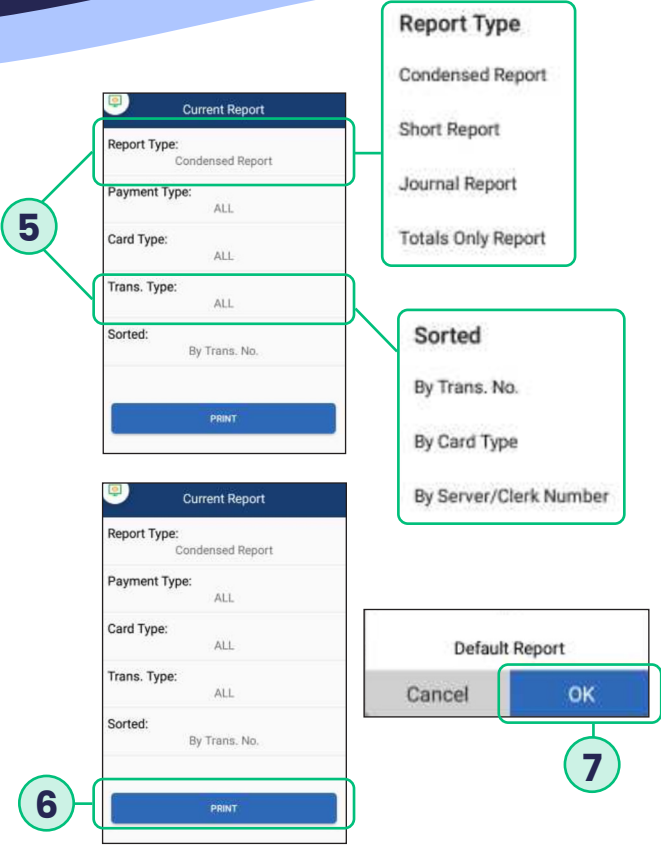 Report Type
Condensed Report
Short Report
Journal Report
Totals Only Report
Current Report
Report Type:
Condensed Report
Payment Type:
ALL
Card Type:
ALL
Trans. Type:
ALL
Sorted:
By Trans. No.
PRINT
5
Sorted
By Trans. No.
By Card Type
By Server/Clerk Number
Current Report
Report Type:
Condensed Report
Payment Type:
ALL
Card Type:
ALL
Trans. Type:
ALL
Sorted:
By Trans. No.
PRINT
6
Default Report
Cancel
OK
7